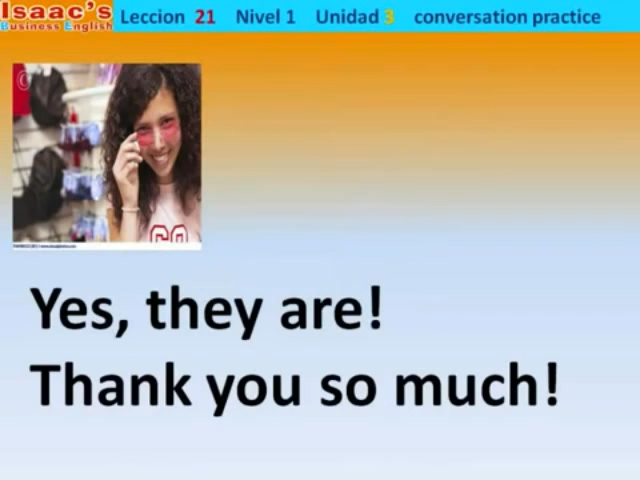 Isaac's
Business English
Leccion 21 Nivel 1 Unidad 3 conversation practice
Yes, they are!
Thank you so much!